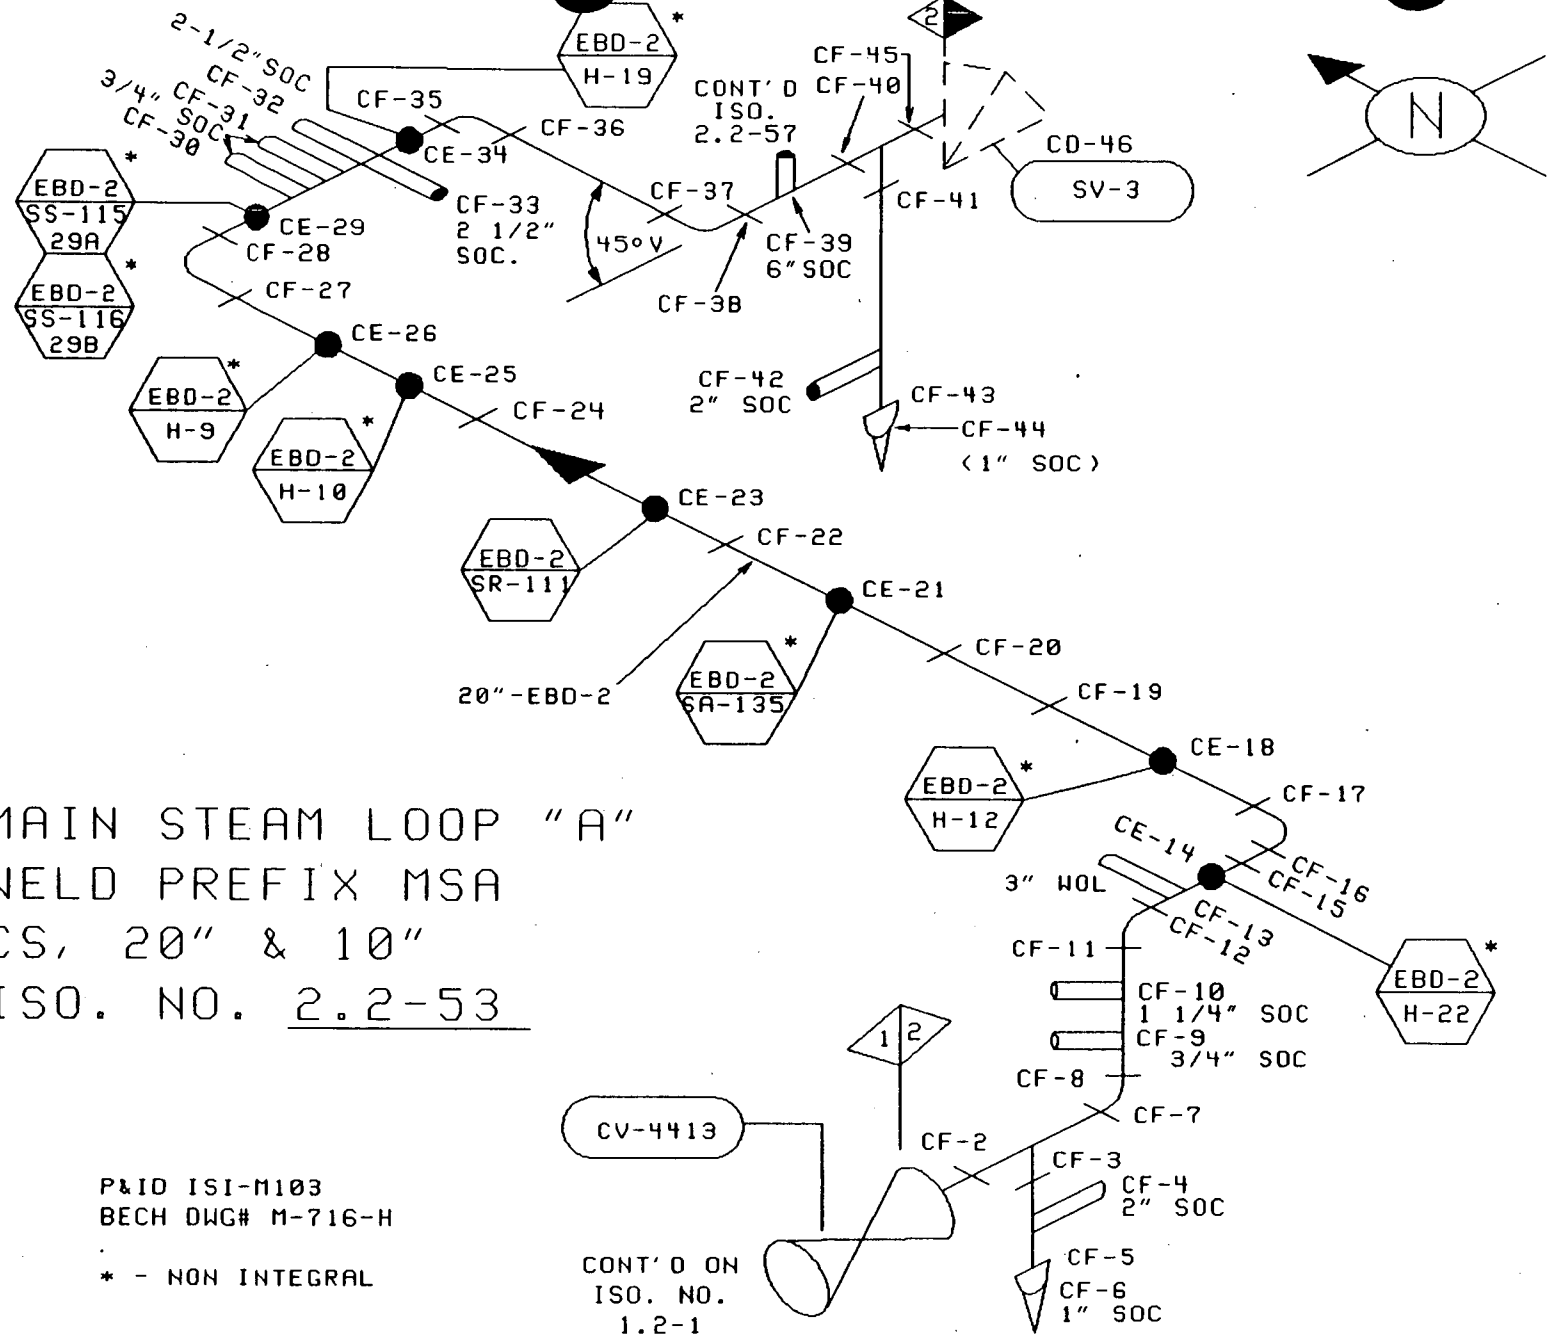 EBD-2
H-19
*
2
CF-45
CF-40
CONT'D
ISO.
2.2-57
CD-46
SV-3
N
2-1/2" SOC
CF-32
3/4" SOC
CF-31
CF-30
CF-35
CF-36
CE-34
CF-33
2 1/2"
SOC.
CF-37
45° V
CF-3B
CF-39
6" SOC
CF-41
EBD-2
SS-115
29A
*
EBD-2
SS-116
29B
*
CE-29
CF-28
CF-27
CE-26
CE-25
CF-24
EBD-2
H-9
*
EBD-2
H-10
*
CF-42
2" SOC
CF-43
CF-44
(1" SOC)
CE-23
CF-22
EBD-2
SR-111
CE-21
20"-EBD-2
EBD-2
SA-135
*
CF-20
CF-19
CE-18
EBD-2
H-12
*
CF-17
CE-14
CF-16
CF-15
3" WOL
CF-13
CF-12
CF-11
EBD-2
H-22
*
CF-10
1 1/4" SOC
CF-9
3/4" SOC
CF-8
CF-7
MAIN STEAM LOOP "A"
WELD PREFIX MSA
CS, 20" & 10"
ISO. NO. 2.2-53
1 2
CV-4413
CF-2
CF-3
CF-4
2" SOC
CF-5
CF-6
1" SOC
CONT'D ON
ISO. NO.
1.2-1
P&ID ISI-M103
BECH DWG# M-716-H
* - NON INTEGRAL